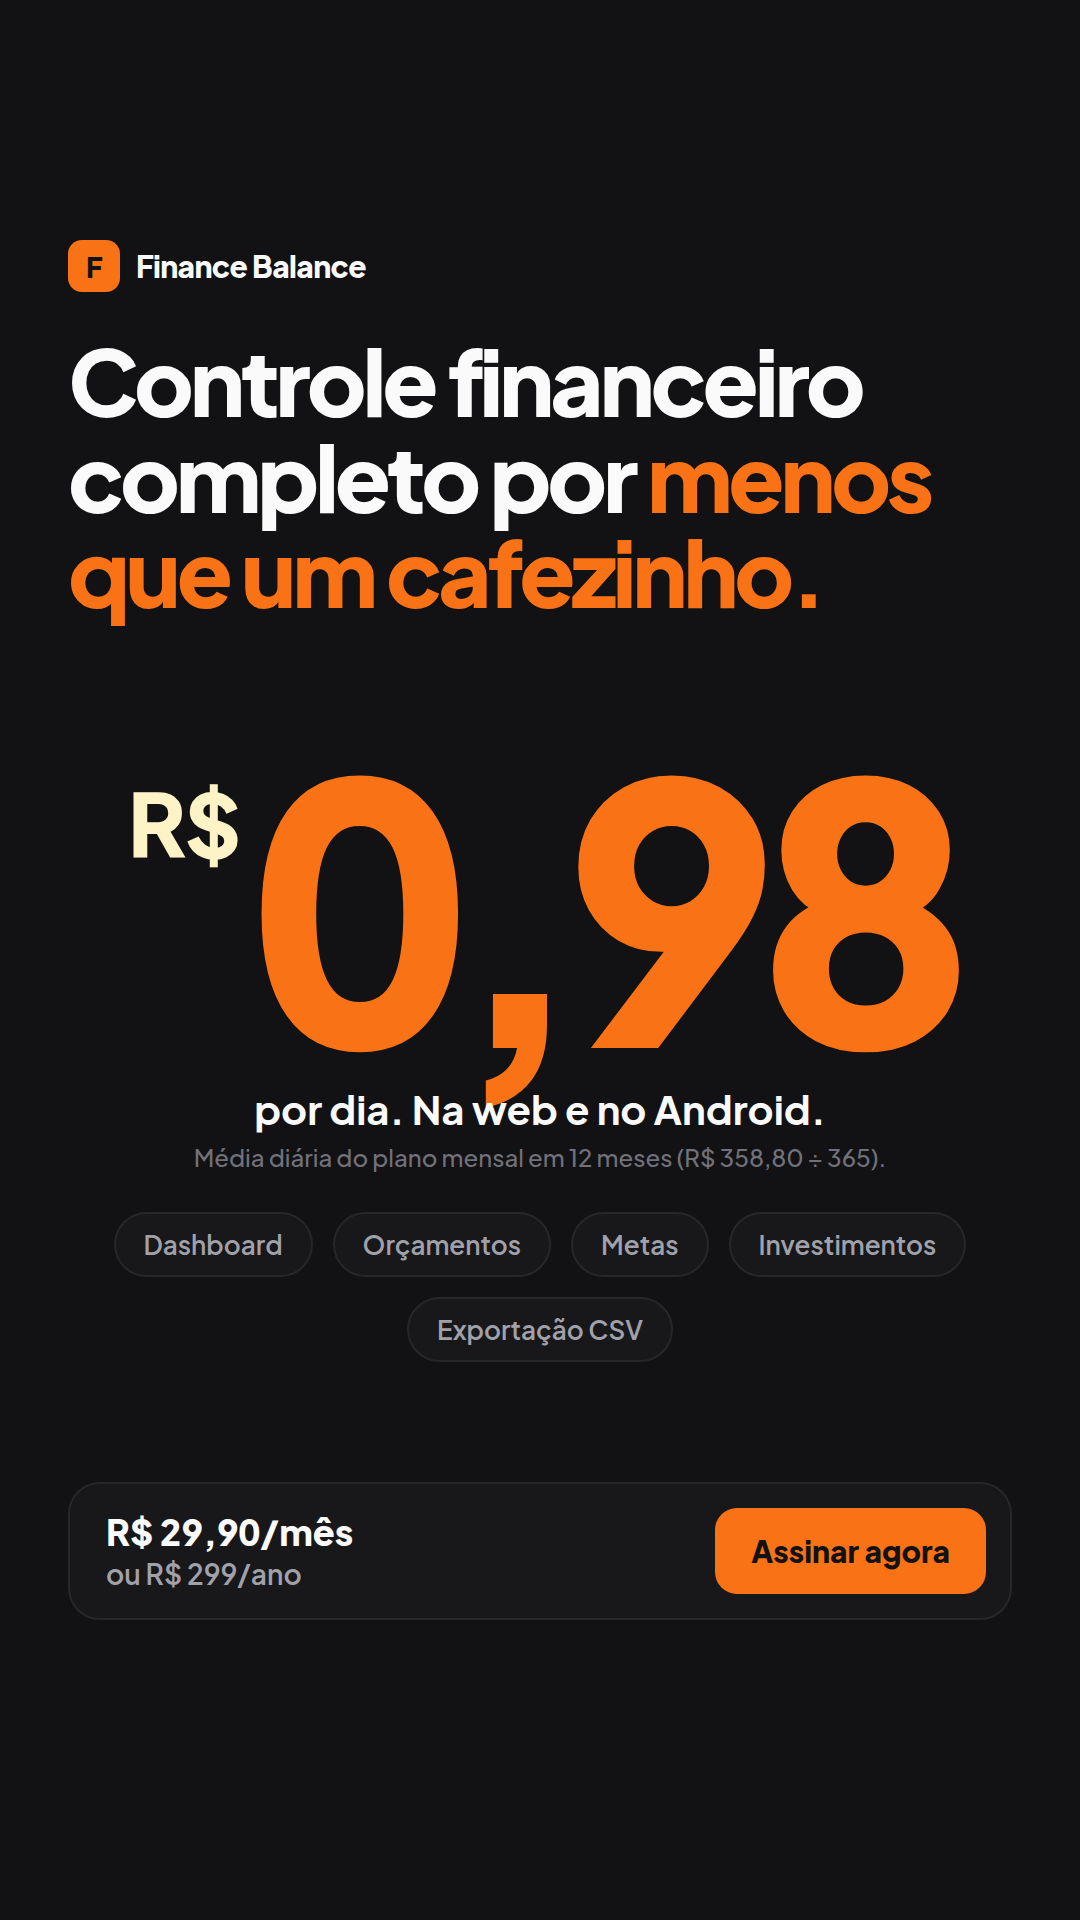 F Finance Balance
Controle financeiro
completo por menos
que um cafezinho.
R$ 0,98
por dia. Na web e no Android.
Média diária do plano mensal em 12 meses (R$ 358,80 ÷ 365).
Dashboard Orçamentos Metas Investimentos
Exportação CSV
R$ 29,90/mês
ou R$ 299/ano
Assinar agora